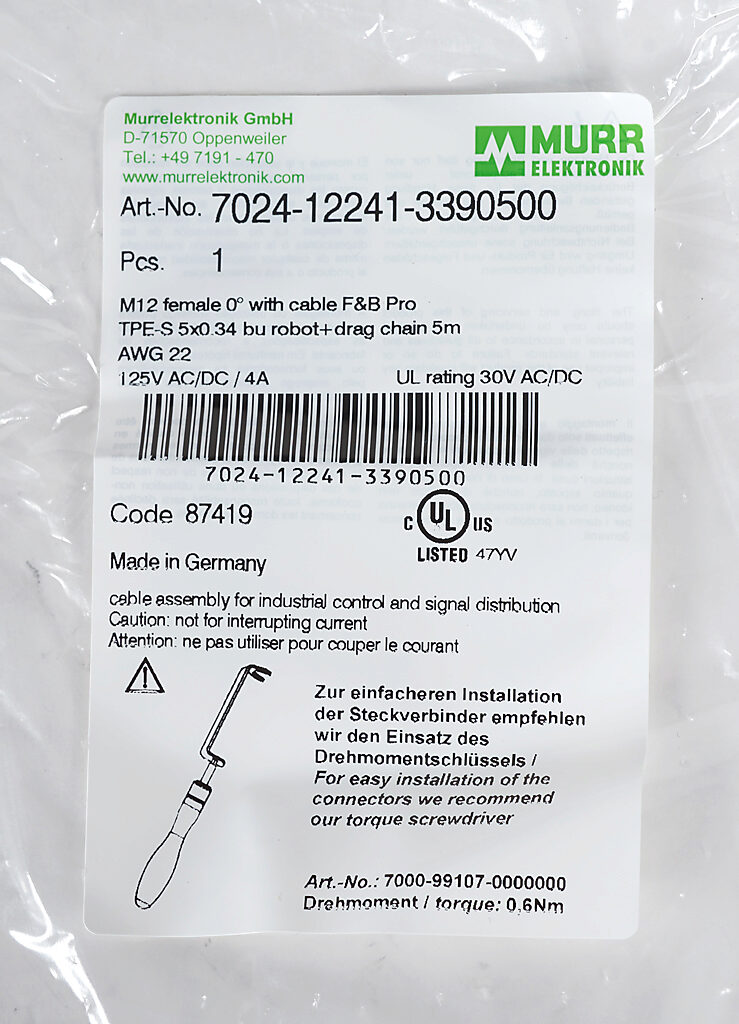 Murrelektronik GmbH
D-71570 Oppenweiler
Tel.: +49 7191 - 470
www.murrelektronik.com
MURR
ELEKTRONIK
Art.-No. 7024-12241-3390500
Pcs. 1
M12 female 0° with cable F&B Pro
TPE-S 5x0.34 bu robot+drag chain 5m
AWG 22
125V AC/DC / 4A UL rating 30V AC/DC
7024-12241-3390500
Code 87419
C UL US
LISTED 47YV
Made in Germany
cable assembly for industrial control and signal distribution
Caution: not for interrupting current
Attention: ne pas utiliser pour couper le courant
Zur einfacheren Installation
der Steckverbinder empfehlen
wir den Einsatz des
Drehmomentschlüssels /
For easy installation of the
connectors we recommend
our torque screwdriver
Art.-No.: 7000-99107-0000000
Drehmoment / torque: 0,6Nm